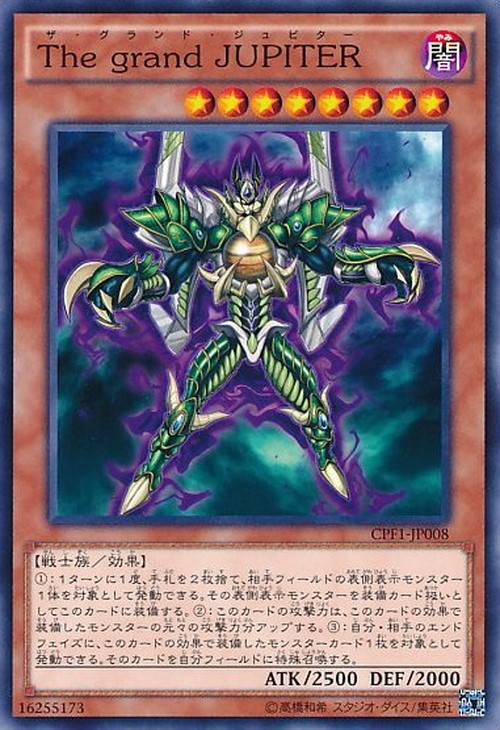 ザ・グランド・ジュピター
The grand JUPITER
やみ
闇
CPF1-JP008
【戦士族／効果】
①：1ターンに1度、手札を2枚捨て、相手フィールドの表側表示モンスター
1体を対象として発動できる。その表側表示モンスターを装備カード扱いと
してこのカードに装備する。②：このカードの攻撃力は、このカードの効果で
装備したモンスターの元々の攻撃力分アップする。③：自分・相手のエンド
フェイズに、このカードの効果で装備したモンスターカード1枚を対象として
発動できる。そのカードを自分フィールドに特殊召喚する。
ATK/2500 DEF/2000
16255173
©高橋和希 スタジオ・ダイス/集英社